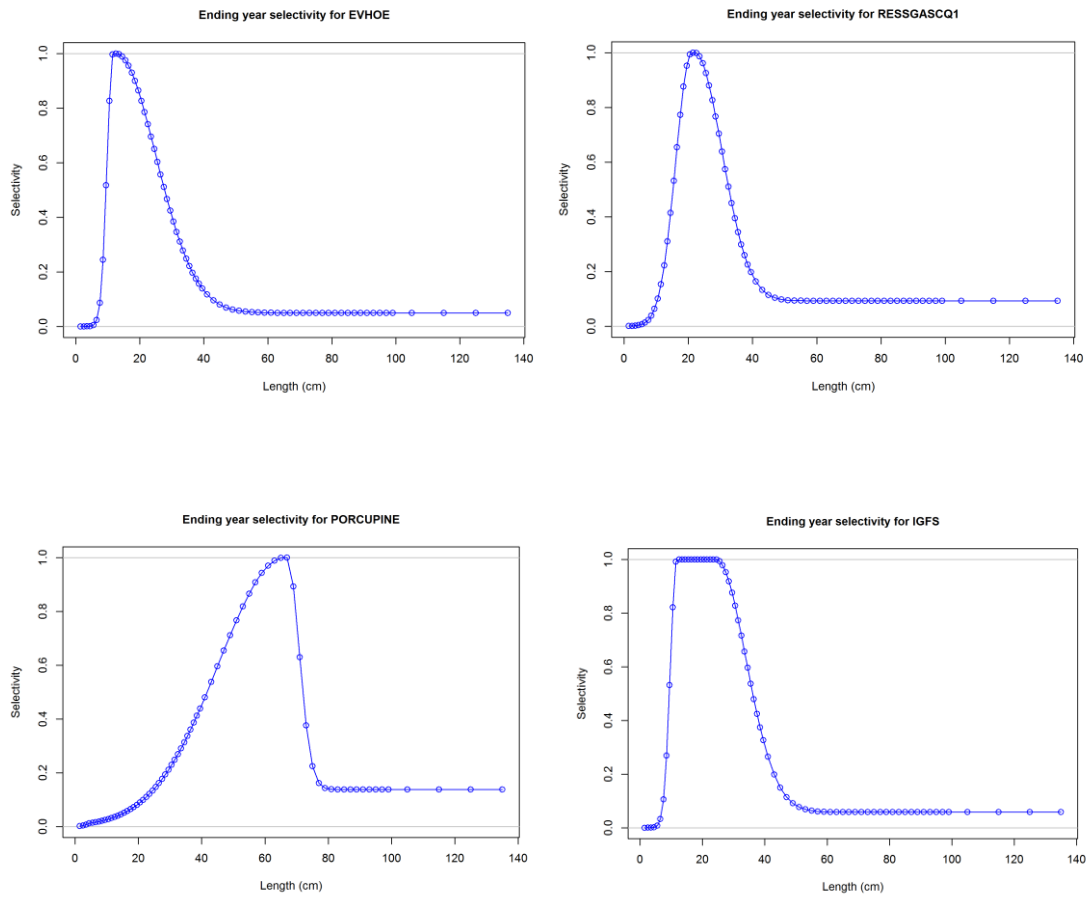 Ending year selectivity for EVHOE
Selectivity
0.0 0.2 0.4 0.6 0.8 1.0
0 20 40 60 80 100 120 140
Length (cm)
Ending year selectivity for RESSGASCQ1
Selectivity
0.0 0.2 0.4 0.6 0.8 1.0
0 20 40 60 80 100 120 140
Length (cm)
Ending year selectivity for PORCUPINE
Selectivity
0.0 0.2 0.4 0.6 0.8 1.0
0 20 40 60 80 100 120 140
Length (cm)
Ending year selectivity for IGFS
Selectivity
0.0 0.2 0.4 0.6 0.8 1.0
0 20 40 60 80 100 120 140
Length (cm)